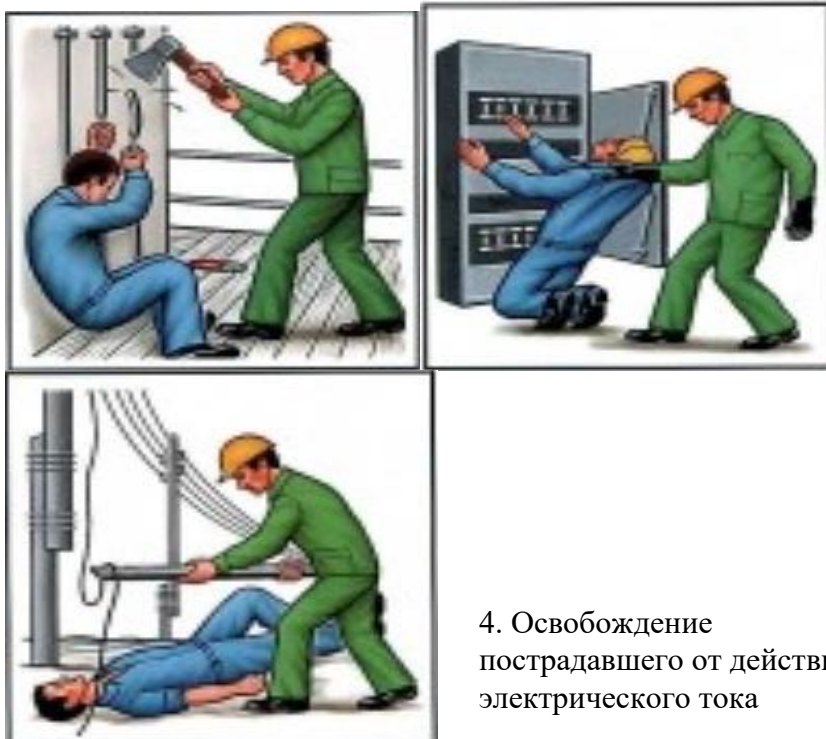 4. Освобождение
пострадавшего от действи
электрического тока